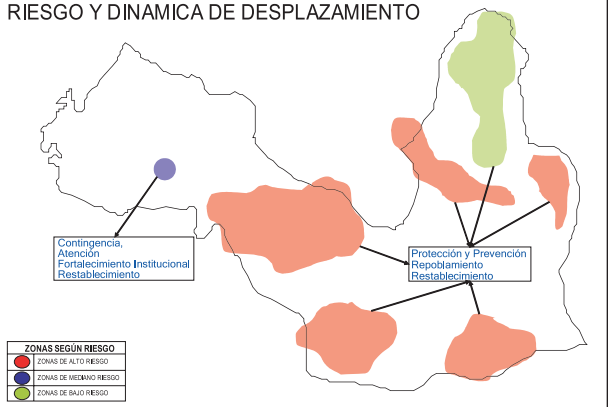 RIESGO Y DINAMICA DE DESPLAZAMIENTO
Contingencia,
Atención
Fortalecimiento Institucional
Restablecimiento
Protección y Prevención
Repoblamiento
Restablecimiento
ZONAS SEGÚN RIESGO
ZONAS DE ALTO RIESGO
ZONAS DE MEDIANO RIESGO
ZONAS DE BAJO RIESGO